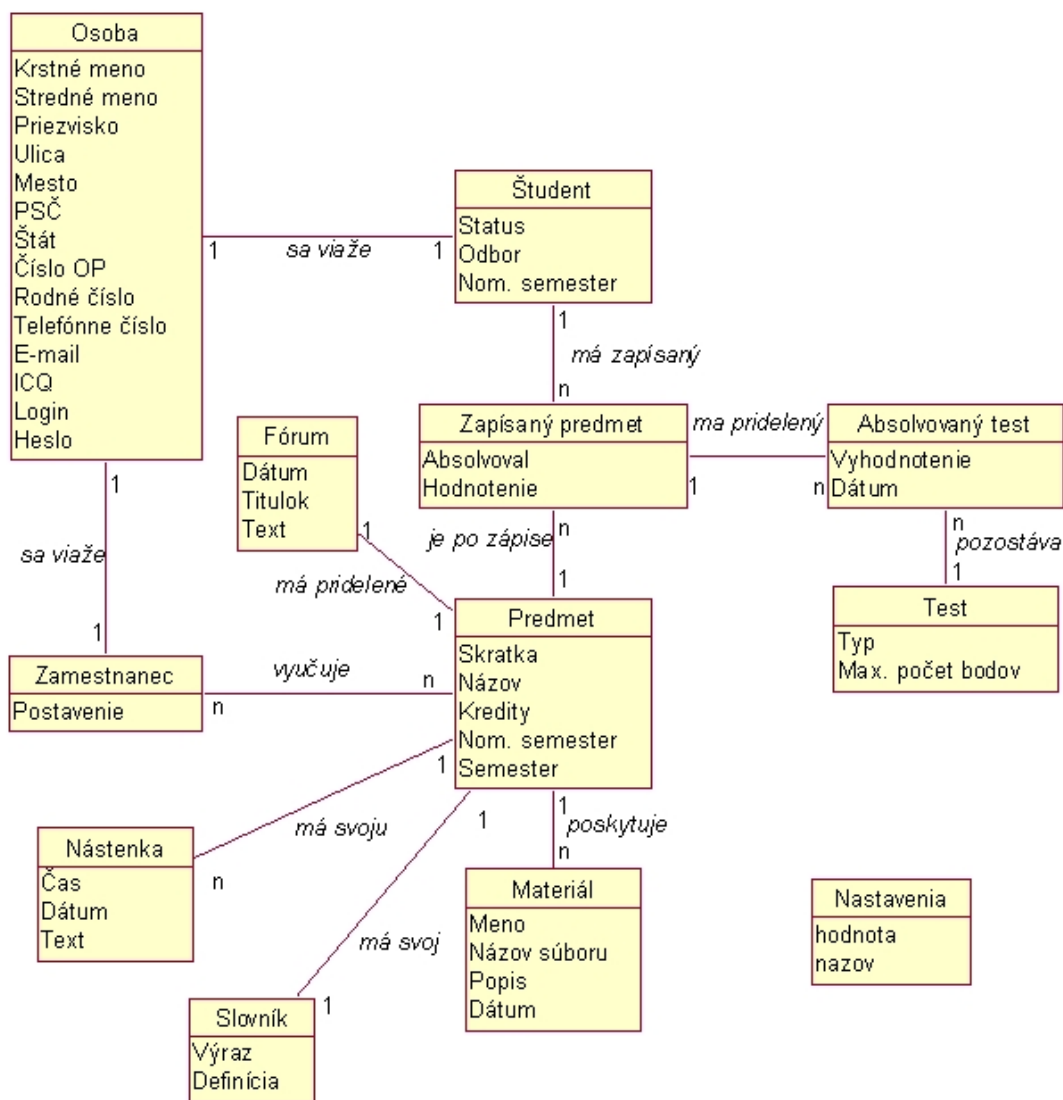 Osoba
Krstné meno
Stredné meno
Priezvisko
Ulica
Mesto
PSČ
Štát
Číslo OP
Rodné číslo
Telefónne číslo
E-mail
ICQ
Login
Heslo
1
sa viaže
1
Študent
Status
Odbor
Nom. semester
1
má zapísaný
n
Zapísaný predmet
Absolvoval
Hodnotenie
ma pridelený
1
n
Absolvovaný test
Vyhodnotenie
Dátum
n
pozostáva
1
Test
Typ
Max. počet bodov
Fórum
Dátum
Titulok
Text
1
má pridelené
1
n
je po zápise
1
Predmet
Skratka
Názov
Kredity
Nom. semester
Semester
1
sa viaže
1
Zamestnanec
Postavenie
vyučuje
n
n
1
má svoju
n
Nástenka
Čas
Dátum
Text
1
má svoj
1
Slovník
Výraz
Definícia
1
poskytuje
n
Materiál
Meno
Názov súboru
Popis
Dátum
Nastavenia
hodnota
nazov